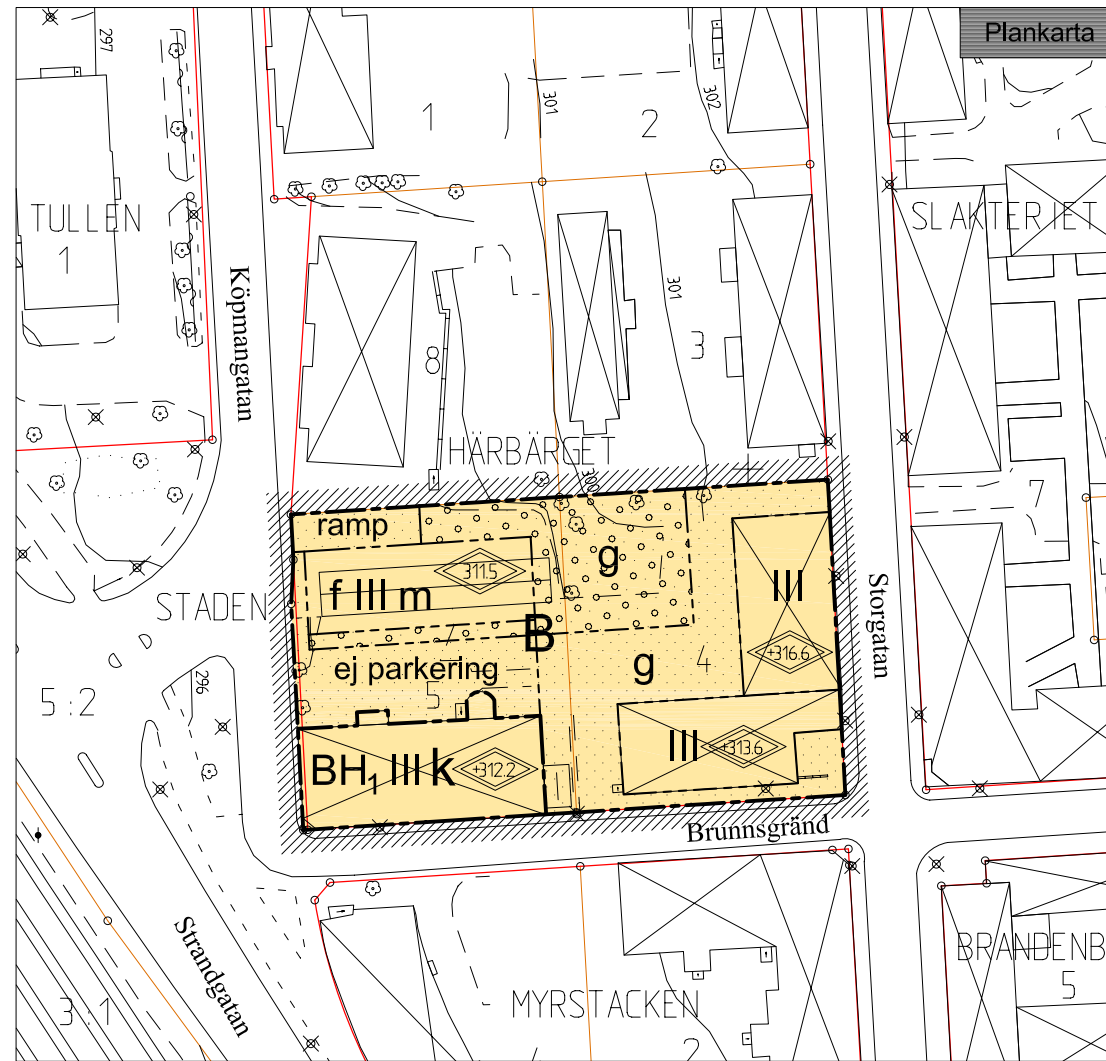 Plankarta
297
301
302
1
2
TULLEN
1
SLAKTERIET
Köpmangatan
301
3
8
HÄRBÄRGET
300
7
ramp
g
311.5
f III m
III
STADEN
B
Storgatan
ej parkering
g
4
+316.6
5
296
5:2
III
+313.6
BH1 III k
+312.2
Brunnsgränd
Strandgatan
BRANDENB
5
MYRSTACKEN
3:1
2